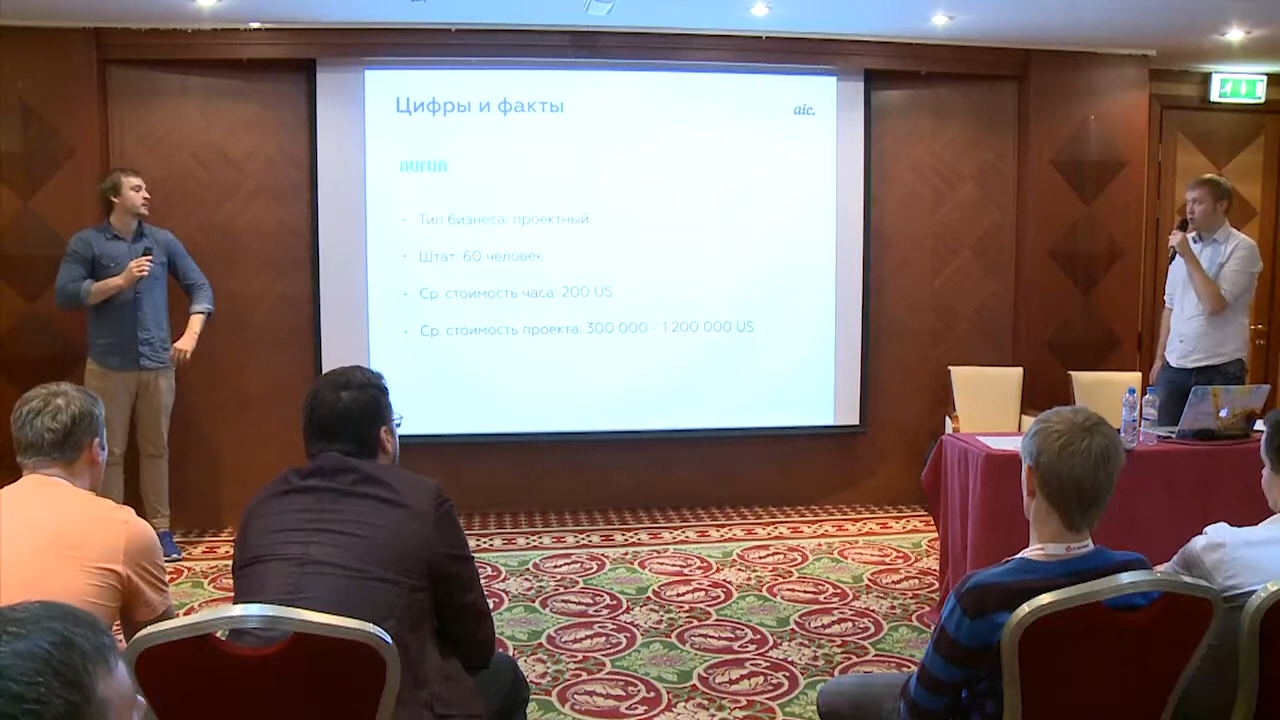 Цифры и факты
aic.
Тип бизнеса: проектный
Штат: 60 человек
Ср. стоимость часа: 200 US
Ср. стоимость проекта: 300 000 - 1 200 000 US